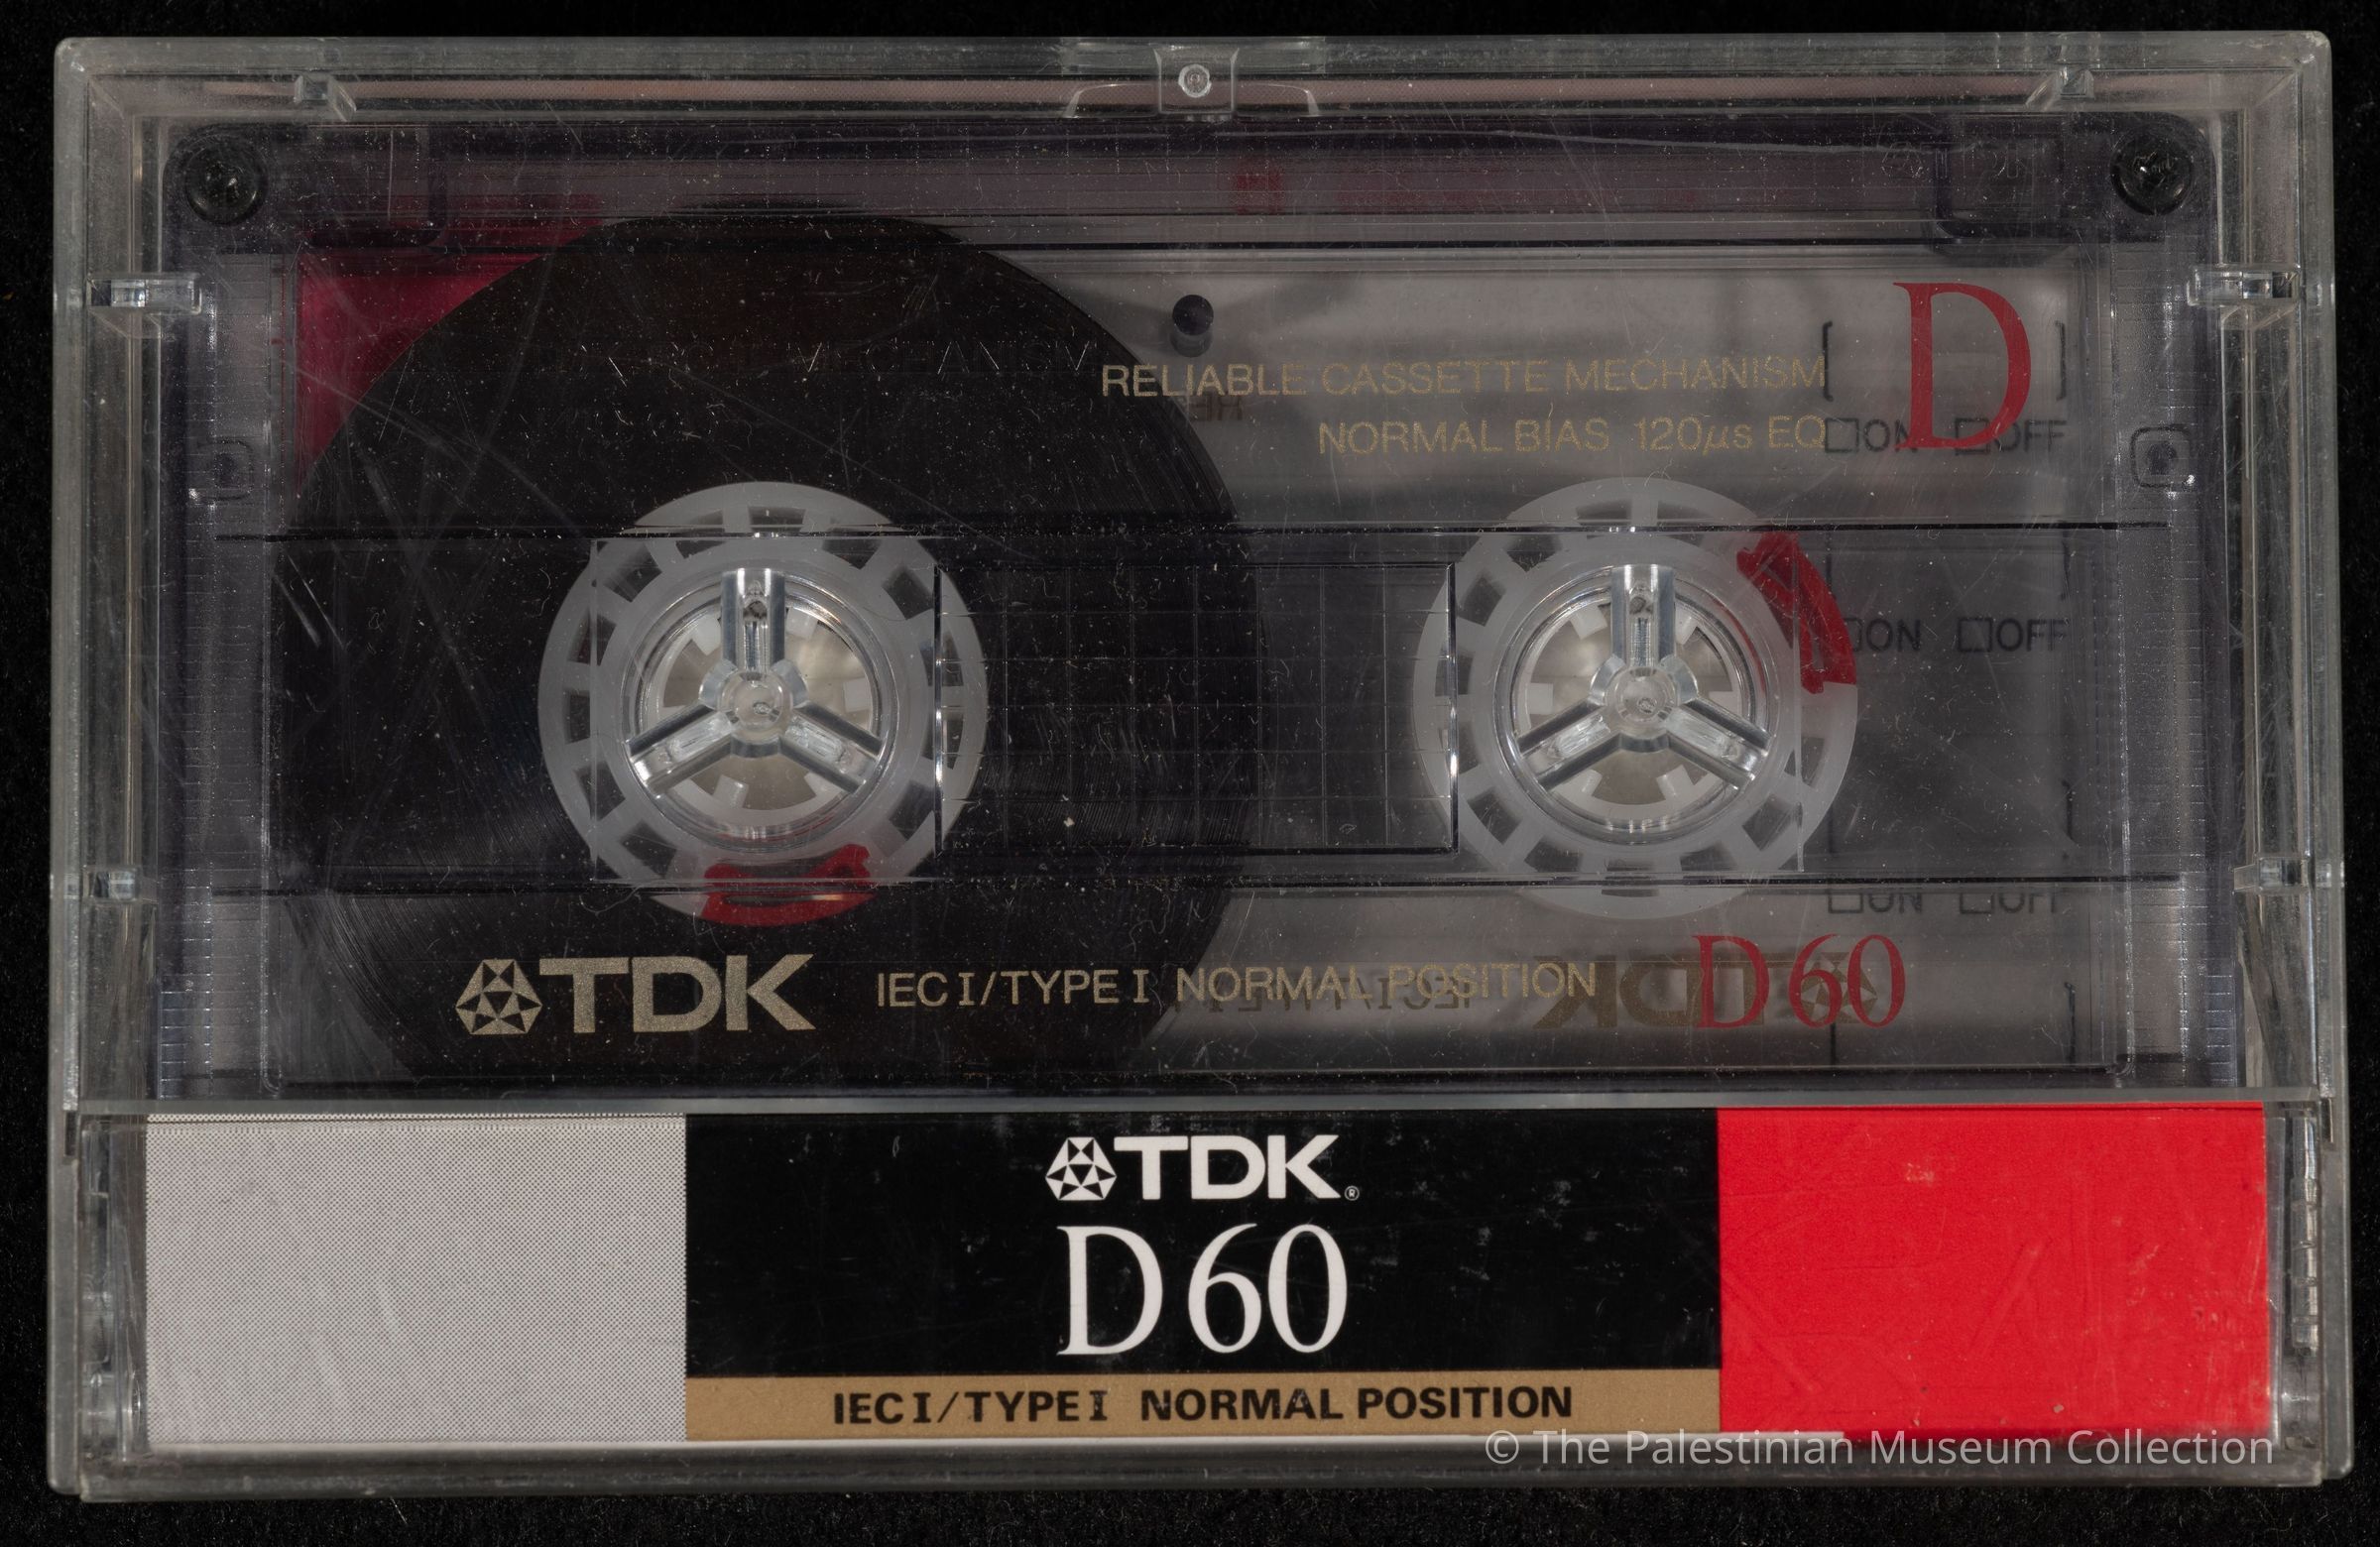 D
RELIABLE CASSETTE MECHANISM
NORMAL BIAS 120µs EQ
□ON □OFF
□ON □OFF
□ON □OFF
TDK IEC I/TYPE I NORMAL POSITION D60
TDK®
D60
IEC I/TYPE I NORMAL POSITION
© The Palestinian Museum Collection